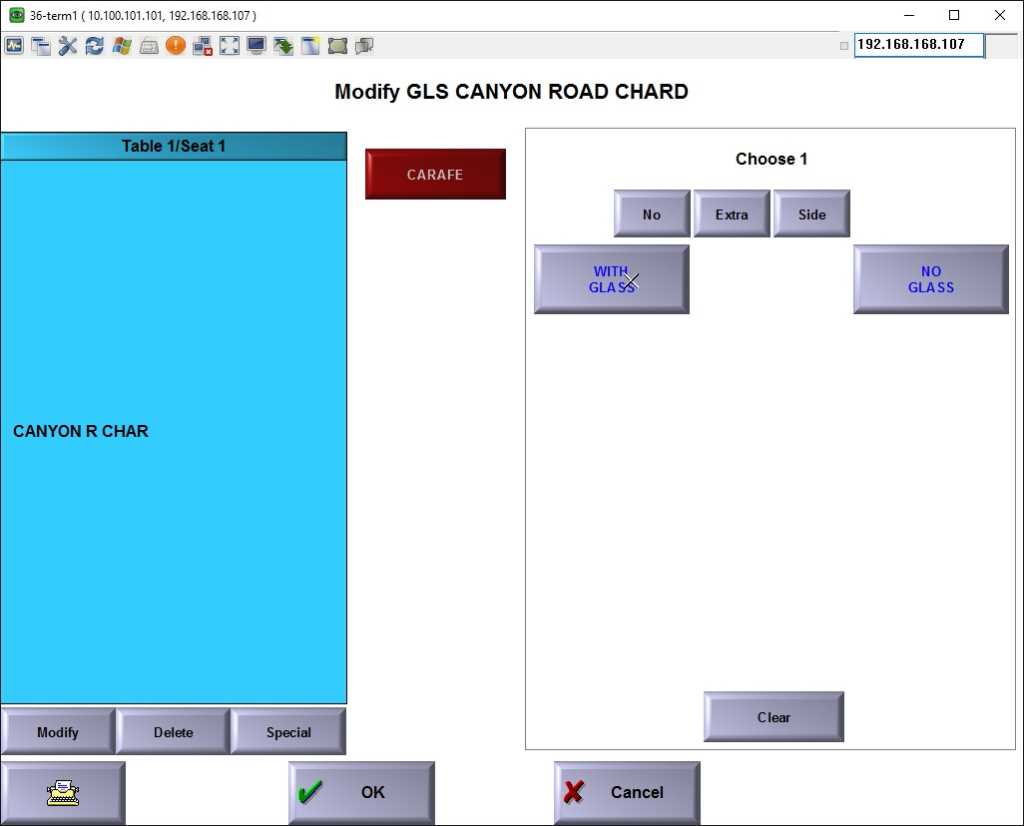 36-term1 ( 10.100.101.101, 192.168.168.107 )
192.168.168.107
Modify GLS CANYON ROAD CHARD
Table 1/Seat 1
CARAFE
Choose 1
No Extra Side
WITH
GLASS
NO
GLASS
CANYON R CHAR
Clear
Modify Delete Special
OK Cancel